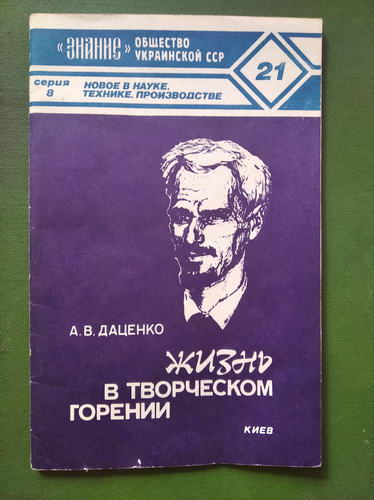 «ЗНАНИЕ» ОБЩЕСТВО
УКРАИНСКОЙ ССР
21
серия
8
НОВОЕ В НАУКЕ,
ТЕХНИКЕ, ПРОИЗВОДСТВЕ
А. В. ДАЦЕНКО
ЖИЗНЬ
В ТВОРЧЕСКОМ
ГОРЕНИИ
КИЕВ